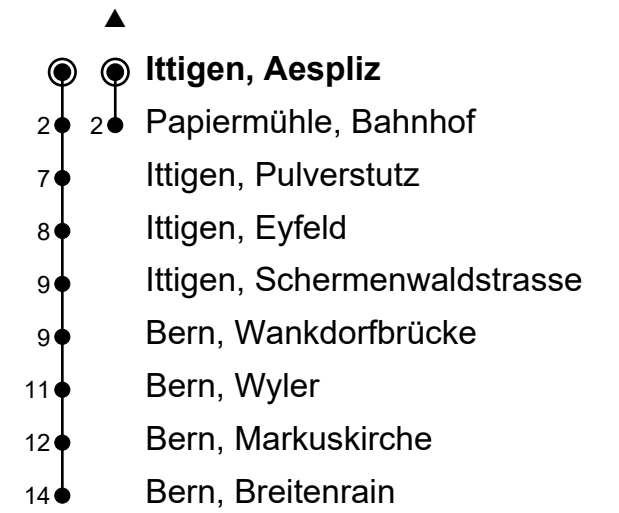 ▲
Ittigen, Aespliz
2 2 Papiermühle, Bahnhof
7 Ittigen, Pulverstutz
8 Ittigen, Eyfeld
9 Ittigen, Schermenwaldstrasse
9 Bern, Wankdorfbrücke
11 Bern, Wyler
12 Bern, Markuskirche
14 Bern, Breitenrain